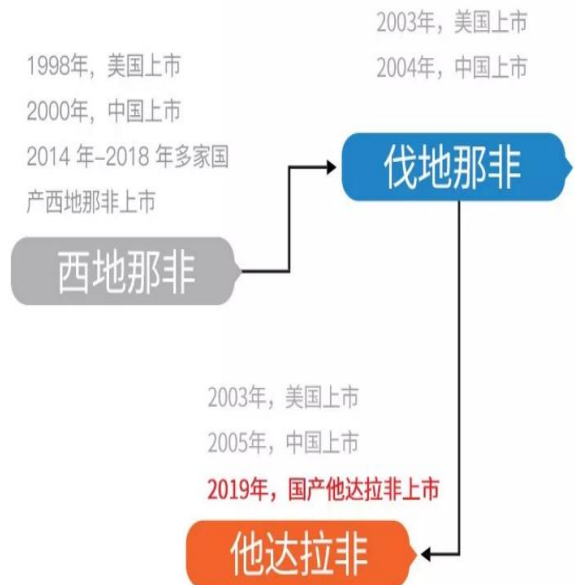 1998年，美国上市
2000年，中国上市
2014 年-2018 年多家国
产西地那非上市
西地那非
2003年，美国上市
2004年，中国上市
伐地那非
2003年，美国上市
2005年，中国上市
2019年，国产他达拉非上市
他达拉非